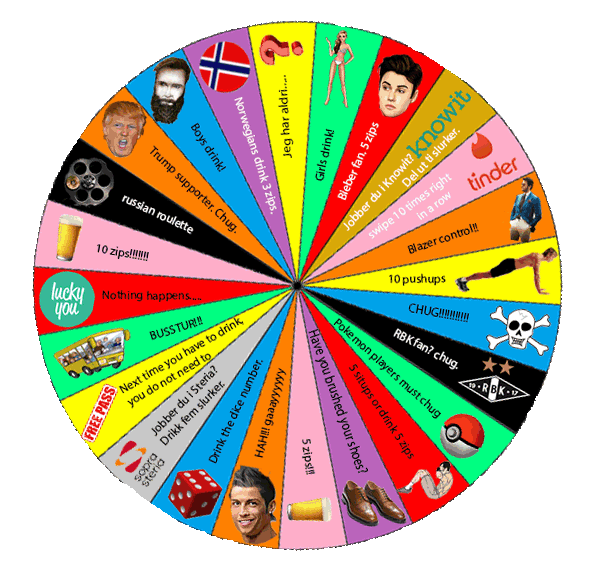 Jeg har aldri.....
Girls drink!
Bieber fan. 5 zips
Jobber du i Knowit?
Del ut ti slurker.
knowit
swipe 10 times right
in a row
tinder
Blazer control!!
10 pushups
CHUG!!!!!!!!!!!
RBK fan? chug.
19 RBK 17
Pokemon players must chug
5 situps or drink 5 zips
Have you brushed your shoes?
5 zips!!!
HAH!!! gaaayyyyyy
Drink the dice number.
Jobber du i Steria?
Drikk fem slurker.
sopra
steria
Next time you have to drink,
you do not need to
FREE PASS
BUSSTUR!!!
Nothing happens.....
lucky
you
10 zips!!!!!!!
russian roulette
Trump supporter. Chug.
Boys drink!
Norwegians drink 3 zips.